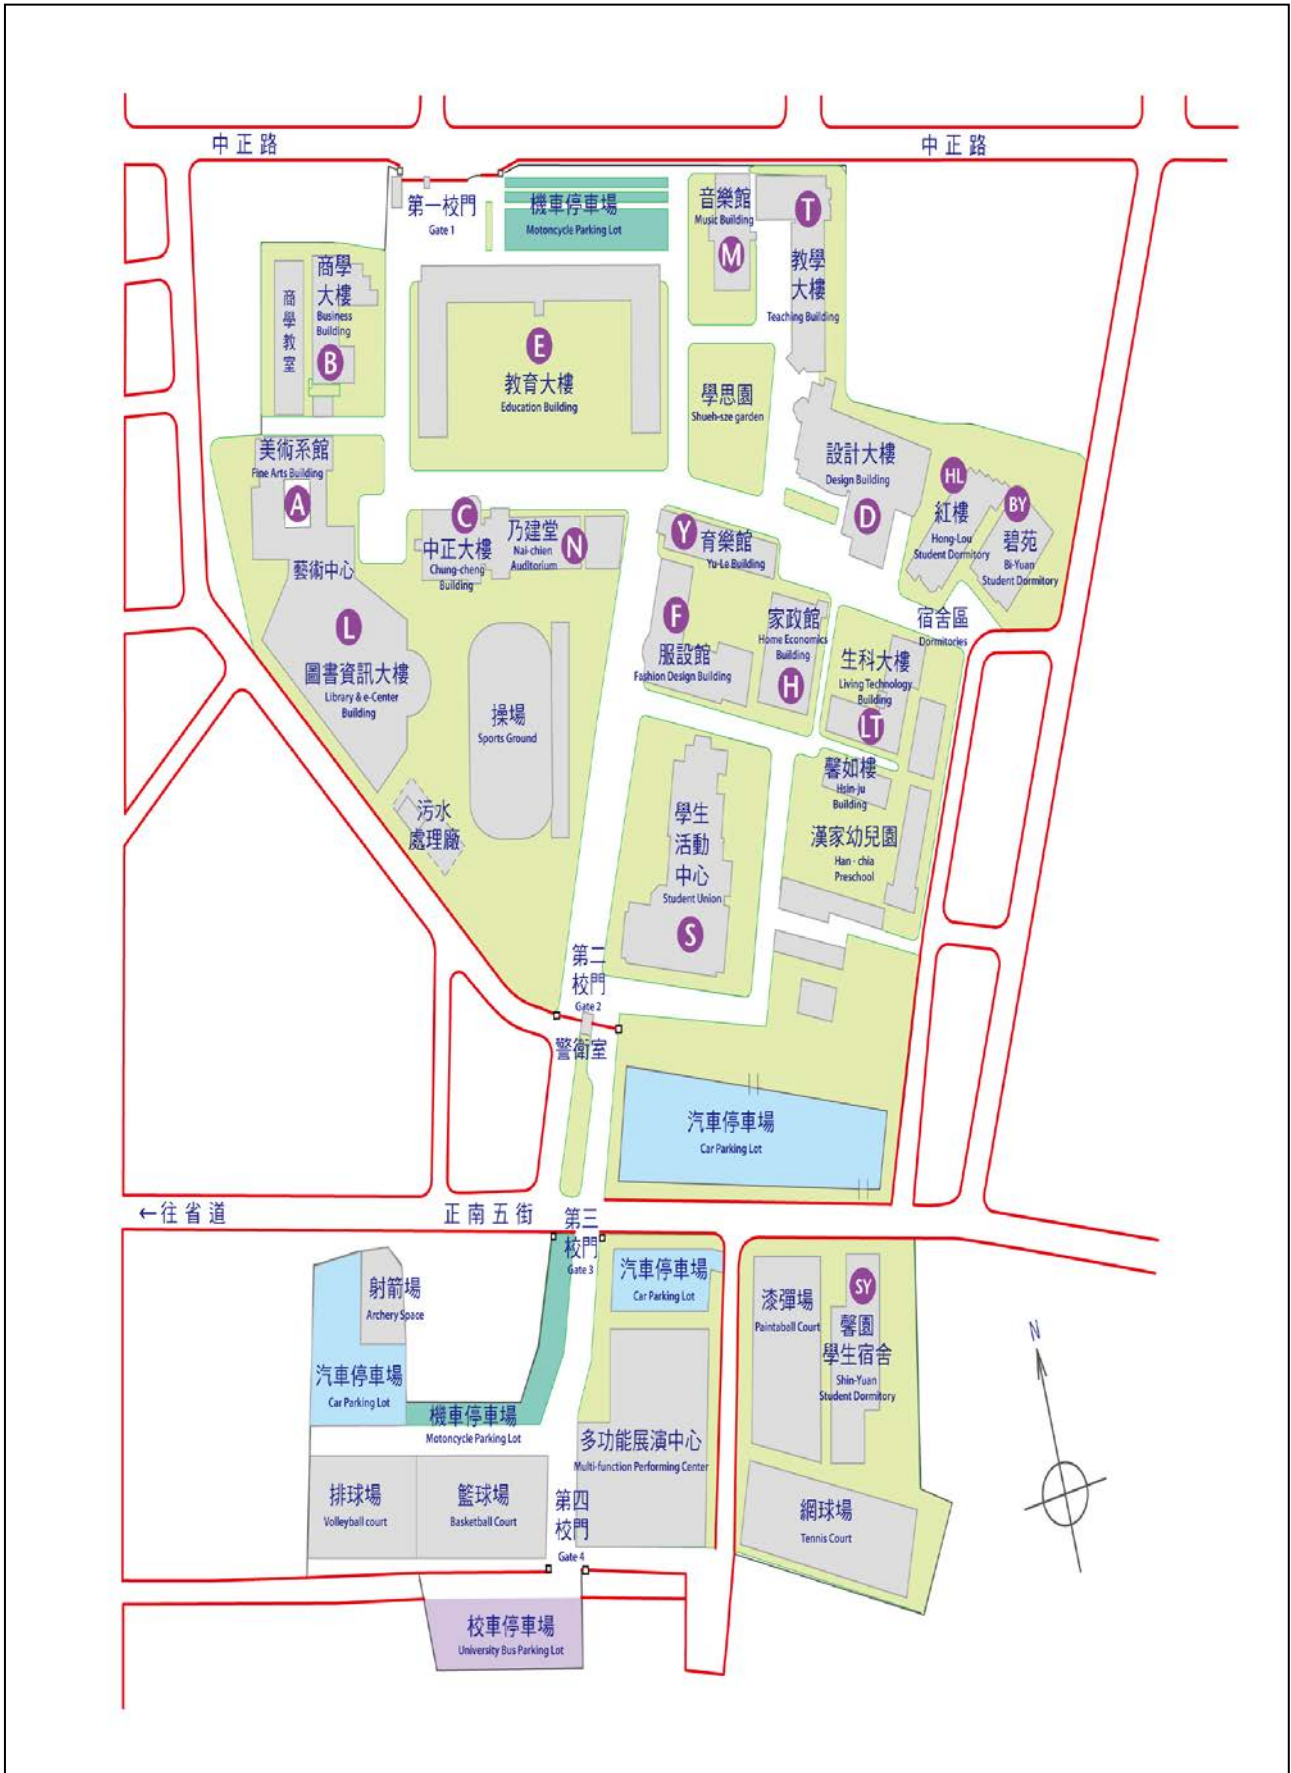 中正路
中正路
第一校門
Gate 1
機車停車場
Motoncycle Parking Lot
音樂館
Music Building
M
T
教學
大樓
Teaching Building
商學
大樓
Business
Building
B
商學教室
E
教育大樓
Education Building
學思園
Shueh-sze garden
美術系館
Fine Arts Building
A
藝術中心
設計大樓
Design Building
D
HL
紅樓
Hong-Lou
Student Dormitory
BY
碧苑
Bi-Yuan
Student Dormitory
C
中正大樓
Chung-cheng
Building
乃建堂
Nai-chien
Auditorium
N
Y
育樂館
Yu-Le Building
L
圖書資訊大樓
Library & e-Center
Building
F
服設館
Fashion Design Building
家政館
Home Economics
Building
H
宿舍區
Dormitories
生科大樓
Living Technology
Building
LT
操場
Sports Ground
污水
處理廠
馨如樓
Hsin-ju
Building
學生
活動
中心
Student Union
S
漢家幼兒園
Han - chia
Preschool
第二
校門
Gate 2
警衛室
汽車停車場
Car Parking Lot
←往省道
正南五街
第三
校門
Gate 3
射箭場
Archery Space
汽車停車場
Car Parking Lot
汽車停車場
Car Parking Lot
機車停車場
Motoncycle Parking Lot
漆彈場
Paintaball Court
SY
馨園
學生宿舍
Shin-Yuan
Student Dormitory
多功能展演中心
Multi-function Performing Center
排球場
Volleyball court
籃球場
Basketball Court
第四
校門
Gate 4
網球場
Tennis Court
校車停車場
University Bus Parking Lot
N